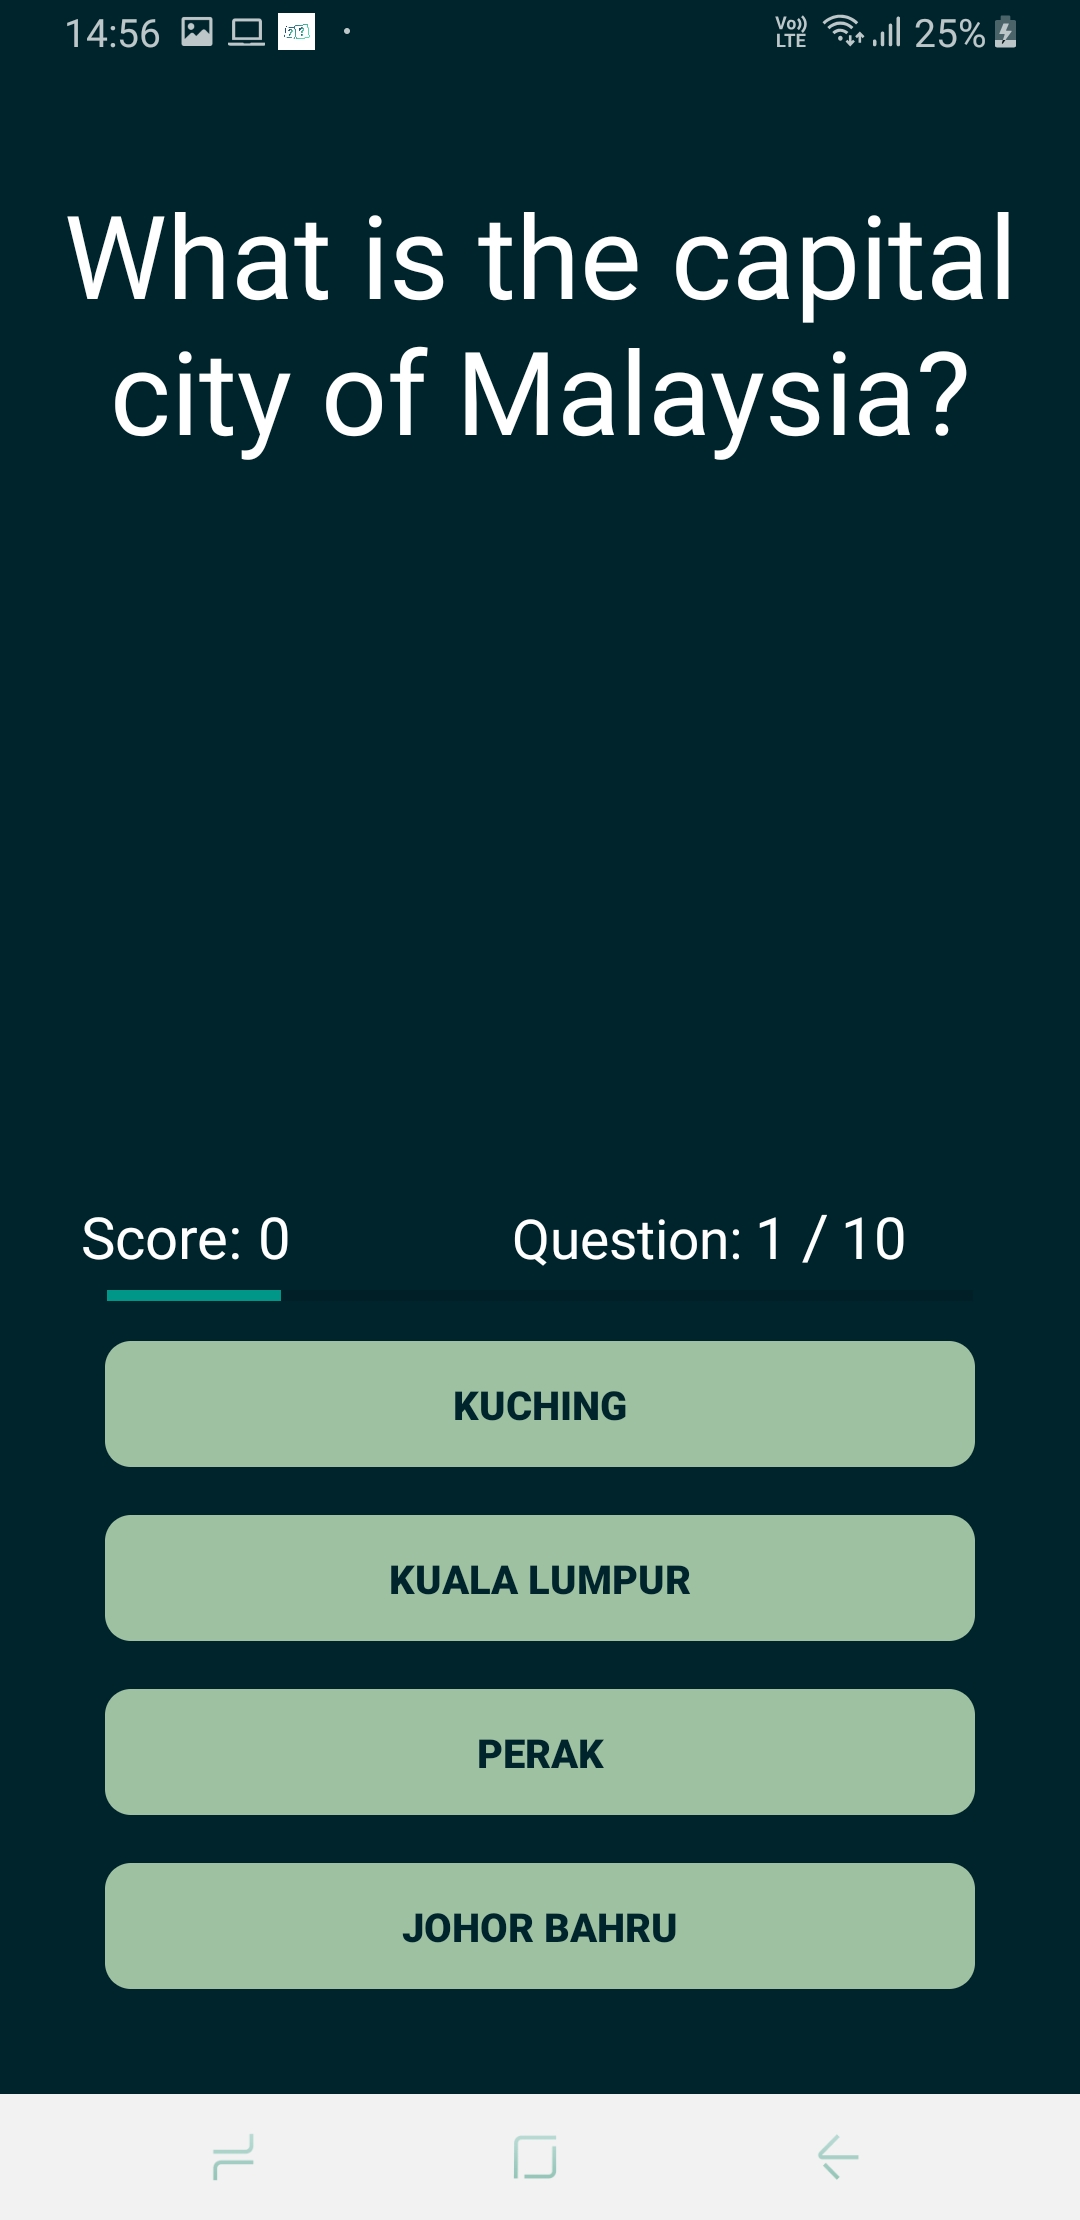 14:56
Vo)) LTE 25%
What is the capital
city of Malaysia?
Score: 0 Question: 1 / 10
KUCHING
KUALA LUMPUR
PERAK
JOHOR BAHRU